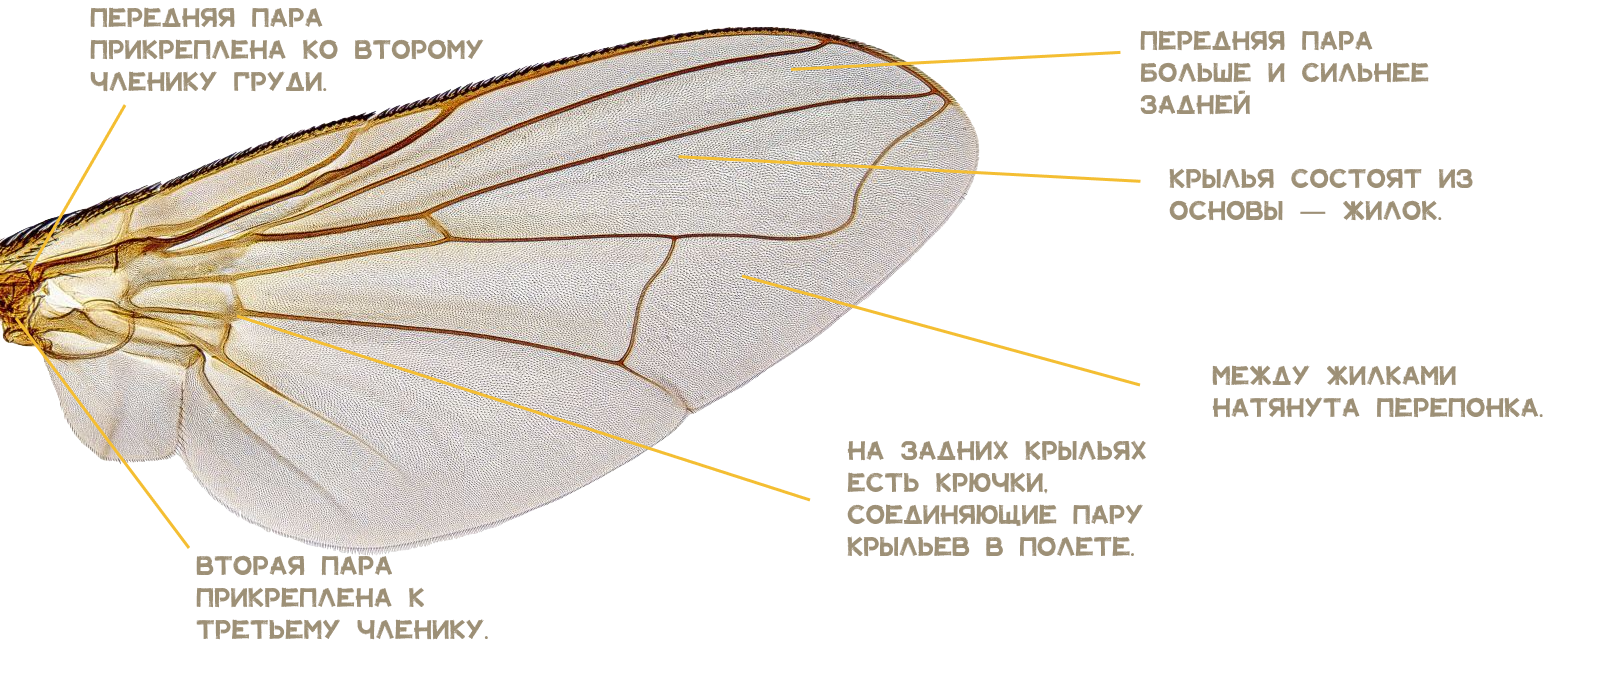 ПЕРЕДНЯЯ ПАРА
ПРИКРЕПЛЕНА КО ВТОРОМУ
ЧЛЕНИКУ ГРУДИ.
ПЕРЕДНЯЯ ПАРА
БОЛЬШЕ И СИЛЬНЕЕ
ЗАДНЕЙ
КРЫЛЬЯ СОСТОЯТ ИЗ
ОСНОВЫ — ЖИЛОК.
МЕЖДУ ЖИЛКАМИ
НАТЯНУТА ПЕРЕПОНКА.
НА ЗАДНИХ КРЫЛЬЯХ
ЕСТЬ КРЮЧКИ,
СОЕДИНЯЮЩИЕ ПАРУ
КРЫЛЬЕВ В ПОЛЕТЕ.
ВТОРАЯ ПАРА
ПРИКРЕПЛЕНА К
ТРЕТЬЕМУ ЧЛЕНИКУ.